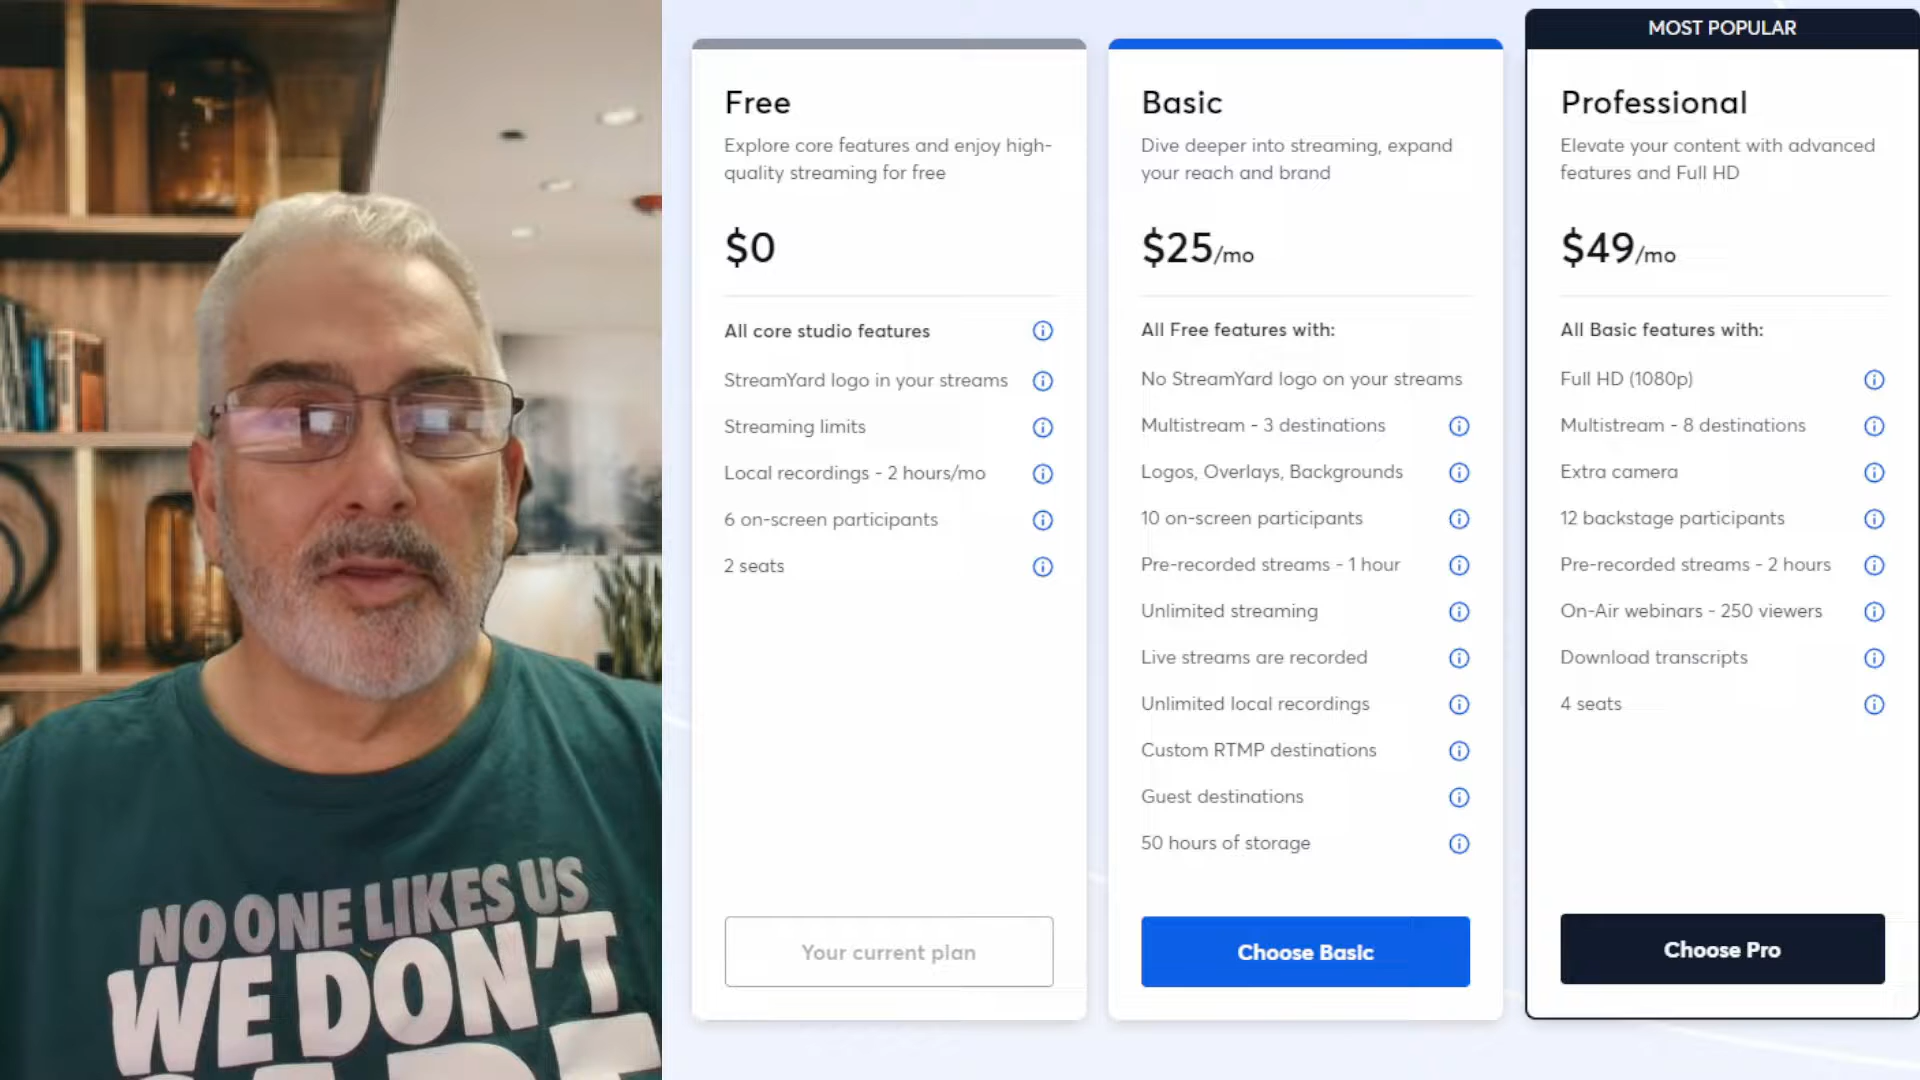 MOST POPULAR
Free
Explore core features and enjoy high-
quality streaming for free
$0
All core studio features
StreamYard logo in your streams
Streaming limits
Local recordings - 2 hours/mo
6 on-screen participants
2 seats
Your current plan
Basic
Dive deeper into streaming, expand
your reach and brand
$25/mo
All Free features with:
No StreamYard logo on your streams
Multistream - 3 destinations
Logos, Overlays, Backgrounds
10 on-screen participants
Pre-recorded streams - 1 hour
Unlimited streaming
Live streams are recorded
Unlimited local recordings
Custom RTMP destinations
Guest destinations
50 hours of storage
Choose Basic
Professional
Elevate your content with advanced
features and Full HD
$49/mo
All Basic features with:
Full HD (1080p)
Multistream - 8 destinations
Extra camera
12 backstage participants
Pre-recorded streams - 2 hours
On-Air webinars - 250 viewers
Download transcripts
4 seats
Choose Pro
NO ONE LIKES US
WE DON'T